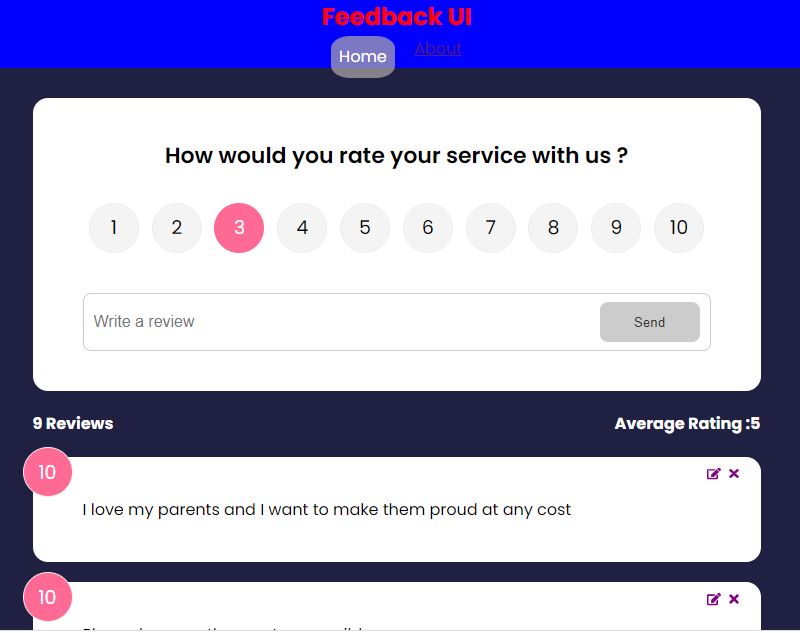 Feedback UI
Home About
How would you rate your service with us ?
1 2 3 4 5 6 7 8 9 10
Write a review Send
9 Reviews Average Rating :5
10
I love my parents and I want to make them proud at any cost
10